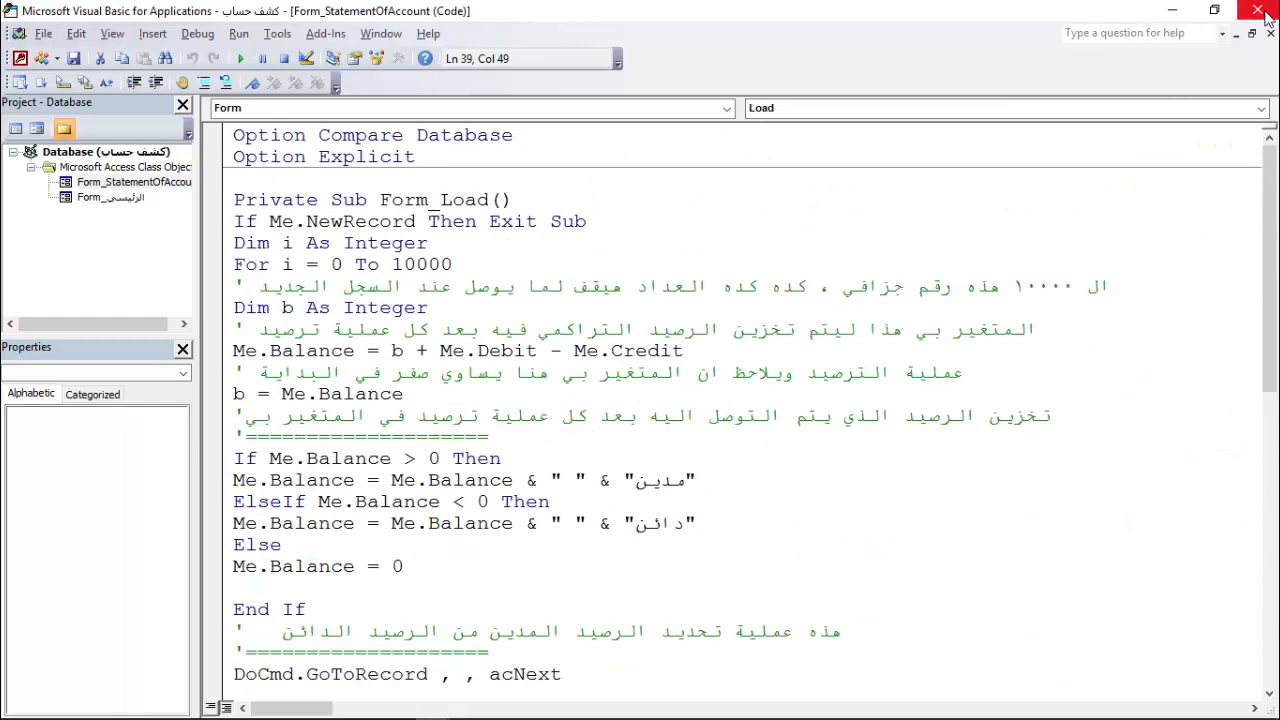 Microsoft Visual Basic for Applications - كشف حساب - [Form_StatementOfAccount (Code)]
File Edit View Insert Format Debug Run Tools Add-Ins Window Help
Type a question for help
Ln 39, Col 49
Project - Database
Form
Load
Database (كشف حساب)
Microsoft Access Class Objec
Form_StatementOfAccou
Form_الرئيسى
Properties
Alphabetic Categorized
Option Compare Database
Option Explicit
Private Sub Form_Load()
If Me.NewRecord Then Exit Sub
Dim i As Integer
For i = 0 To 10000
' ال ١٠٠٠٠ هذه رقم جزافي ، كده كده العداد هيقف لما يوصل عند السجل الجديد
Dim b As Integer
' المتغير بي هذا ليتم تخزين الرصيد التراكمي فيه بعد كل عملية ترصيد
Me.Balance = b + Me.Debit - Me.Credit
' عملية الترصيد ويلاحظ ان المتغير بي هنا يساوي صفر في البداية
b = Me.Balance
'تخزين الرصيد الذي يتم التوصل اليه بعد كل عملية ترصيد في المتغير بي
'====================
If Me.Balance > 0 Then
Me.Balance = Me.Balance & " " & "مدين"
ElseIf Me.Balance < 0 Then
Me.Balance = Me.Balance & " " & "دائن"
Else
Me.Balance = 0
End If
' هذه عملية تحديد الرصيد المدين من الرصيد الدائن
'====================
DoCmd.GoToRecord , , acNext